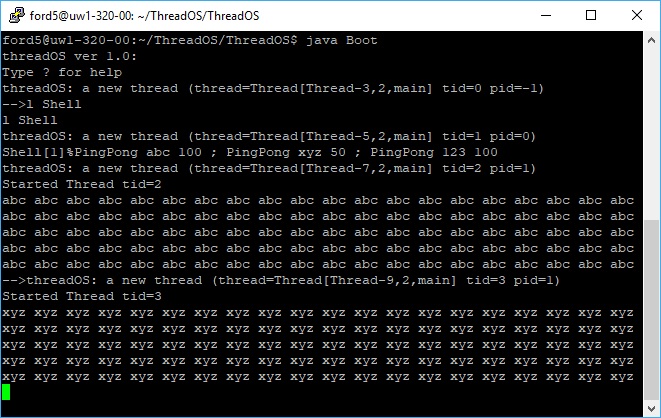 ford5@uw1-320-00: ~/ThreadOS/ThreadOS
ford5@uw1-320-00:~/ThreadOS/ThreadOS$ java Boot
threadOS ver 1.0:
Type ? for help
threadOS: a new thread (thread=Thread[Thread-3,2,main] tid=0 pid=-1)
-->l Shell
l Shell
threadOS: a new thread (thread=Thread[Thread-5,2,main] tid=1 pid=0)
Shell[1]%PingPong abc 100 ; PingPong xyz 50 ; PingPong 123 100
threadOS: a new thread (thread=Thread[Thread-7,2,main] tid=2 pid=1)
Started Thread tid=2
abc abc abc abc abc abc abc abc abc abc abc abc abc abc abc abc abc abc abc abc
abc abc abc abc abc abc abc abc abc abc abc abc abc abc abc abc abc abc abc abc
abc abc abc abc abc abc abc abc abc abc abc abc abc abc abc abc abc abc abc abc
abc abc abc abc abc abc abc abc abc abc abc abc abc abc abc abc abc abc abc abc
abc abc abc abc abc abc abc abc abc abc abc abc abc abc abc abc abc abc abc abc
-->threadOS: a new thread (thread=Thread[Thread-9,2,main] tid=3 pid=1)
Started Thread tid=3
xyz xyz xyz xyz xyz xyz xyz xyz xyz xyz xyz xyz xyz xyz xyz xyz xyz xyz xyz xyz
xyz xyz xyz xyz xyz xyz xyz xyz xyz xyz xyz xyz xyz xyz xyz xyz xyz xyz xyz xyz
xyz xyz xyz xyz xyz xyz xyz xyz xyz xyz xyz xyz xyz xyz xyz xyz xyz xyz xyz xyz
xyz xyz xyz xyz xyz xyz xyz xyz xyz xyz xyz xyz xyz xyz xyz xyz xyz xyz xyz xyz
xyz xyz xyz xyz xyz xyz xyz xyz xyz xyz xyz xyz xyz xyz xyz xyz xyz xyz xyz xyz